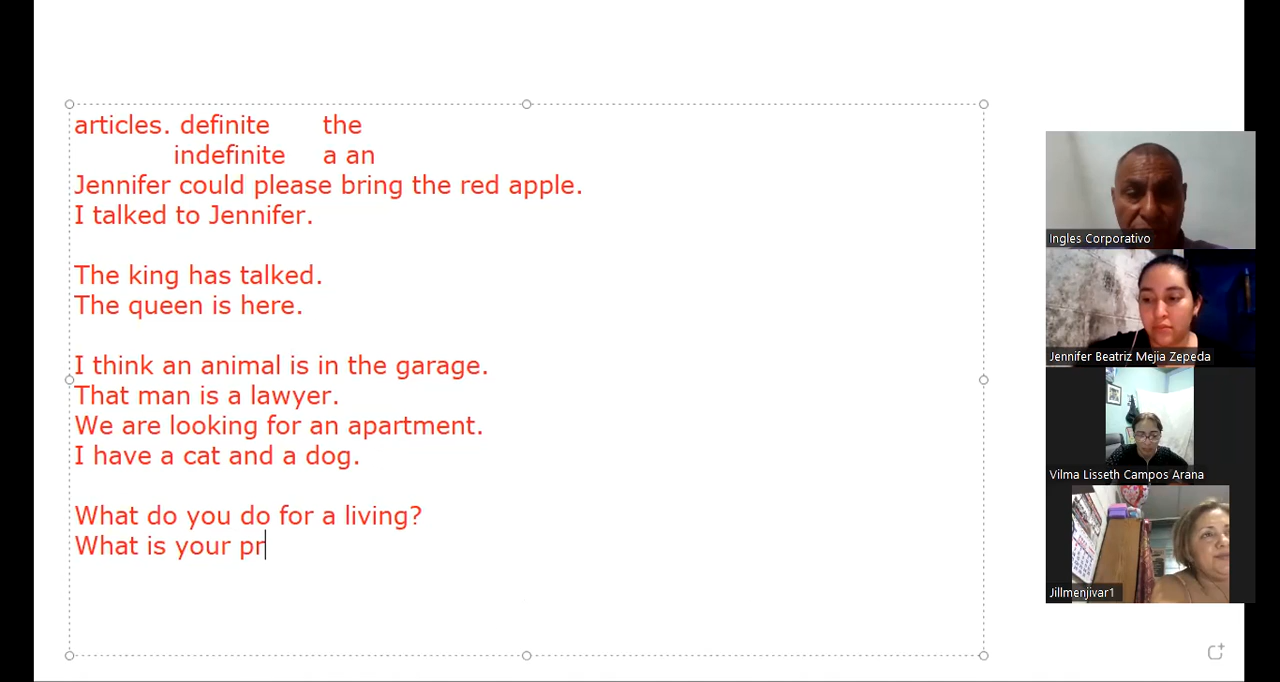 articles. definite the
indefinite a an
Jennifer could please bring the red apple.
I talked to Jennifer.
The king has talked.
The queen is here.
I think an animal is in the garage.
That man is a lawyer.
We are looking for an apartment.
I have a cat and a dog.
What do you do for a living?
What is your pr
Ingles Corporativo
Jennifer Beatriz Mejia Zepeda
Vilma Lisseth Campos Arana
Jillmenjivar1